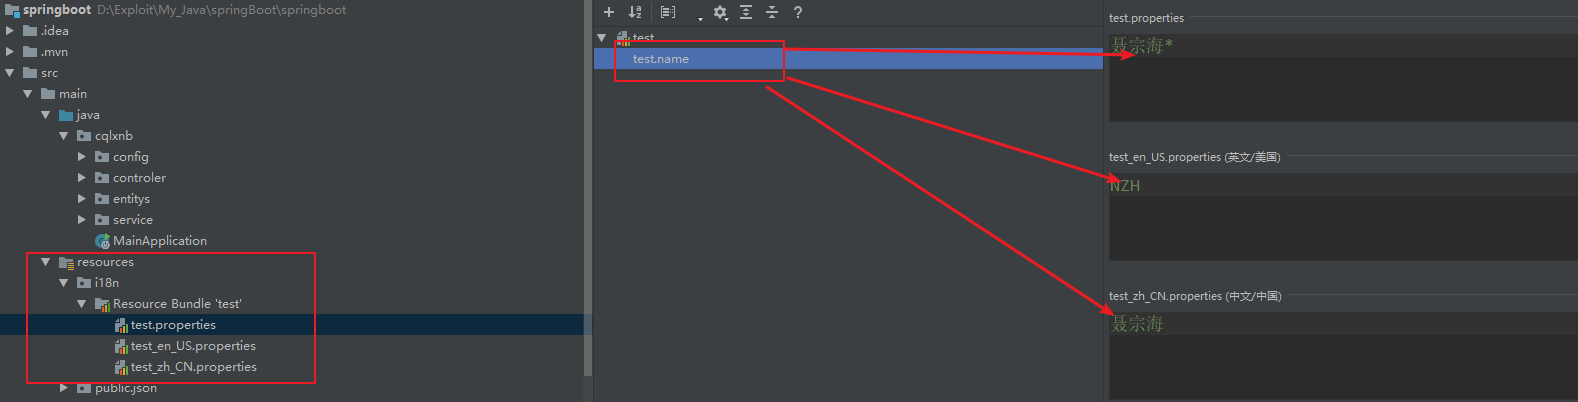 springboot D:\Exploit\My_Java\springBoot\springboot
.idea
.mvn
src
main
java
cqlxnb
config
controler
entitys
service
MainApplication
resources
i18n
Resource Bundle 'test'
test.properties
test_en_US.properties
test_zh_CN.properties
public.json
test
test.name
test.properties
聂宗海*
test_en_US.properties (英文/美国)
NZH
test_zh_CN.properties (中文/中国)
聂宗海